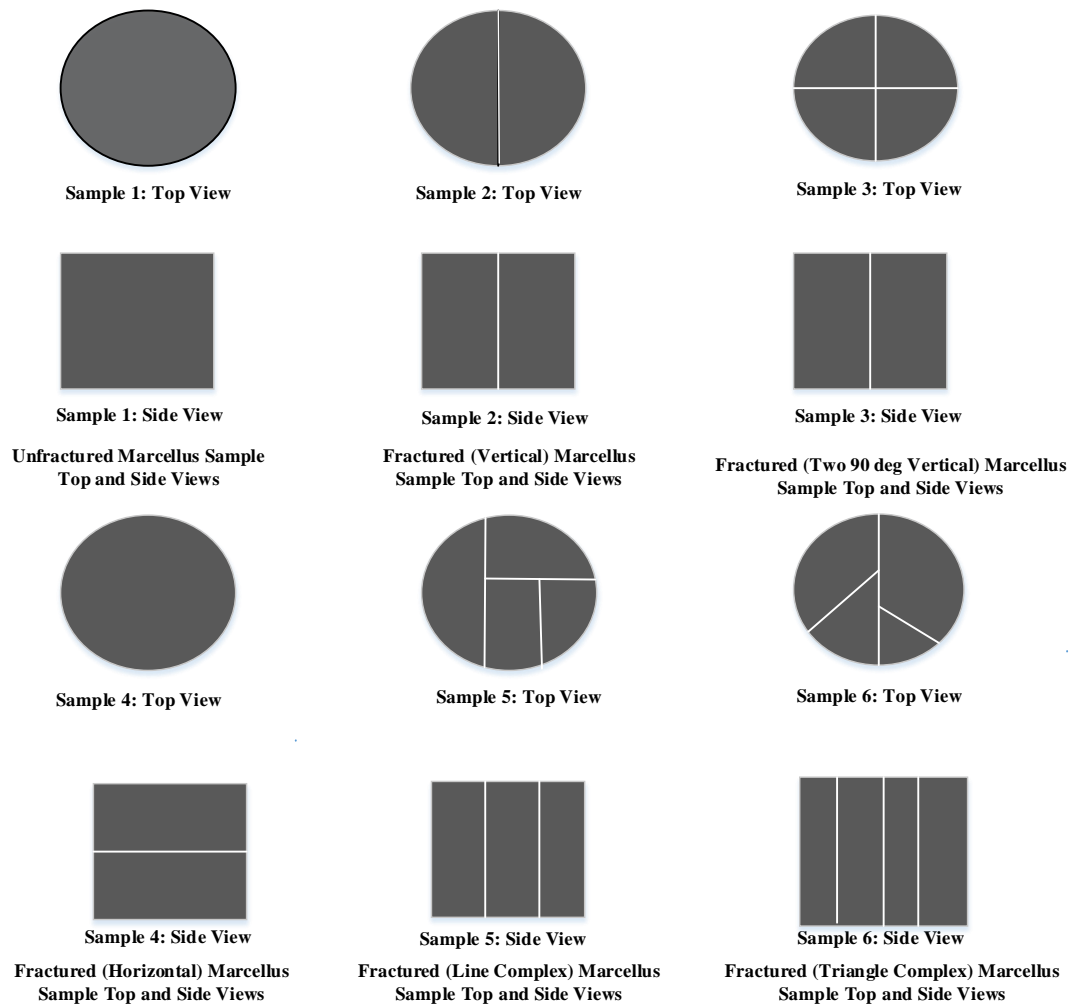 Sample 1: Top View
Sample 2: Top View
Sample 3: Top View
Sample 1: Side View
Sample 2: Side View
Sample 3: Side View
Unfractured Marcellus Sample
Top and Side Views
Fractured (Vertical) Marcellus
Sample Top and Side Views
Fractured (Two 90 deg Vertical) Marcellus
Sample Top and Side Views
Sample 4: Top View
Sample 5: Top View
Sample 6: Top View
Sample 4: Side View
Sample 5: Side View
Sample 6: Side View
Fractured (Horizontal) Marcellus
Sample Top and Side Views
Fractured (Line Complex) Marcellus
Sample Top and Side Views
Fractured (Triangle Complex) Marcellus
Sample Top and Side Views